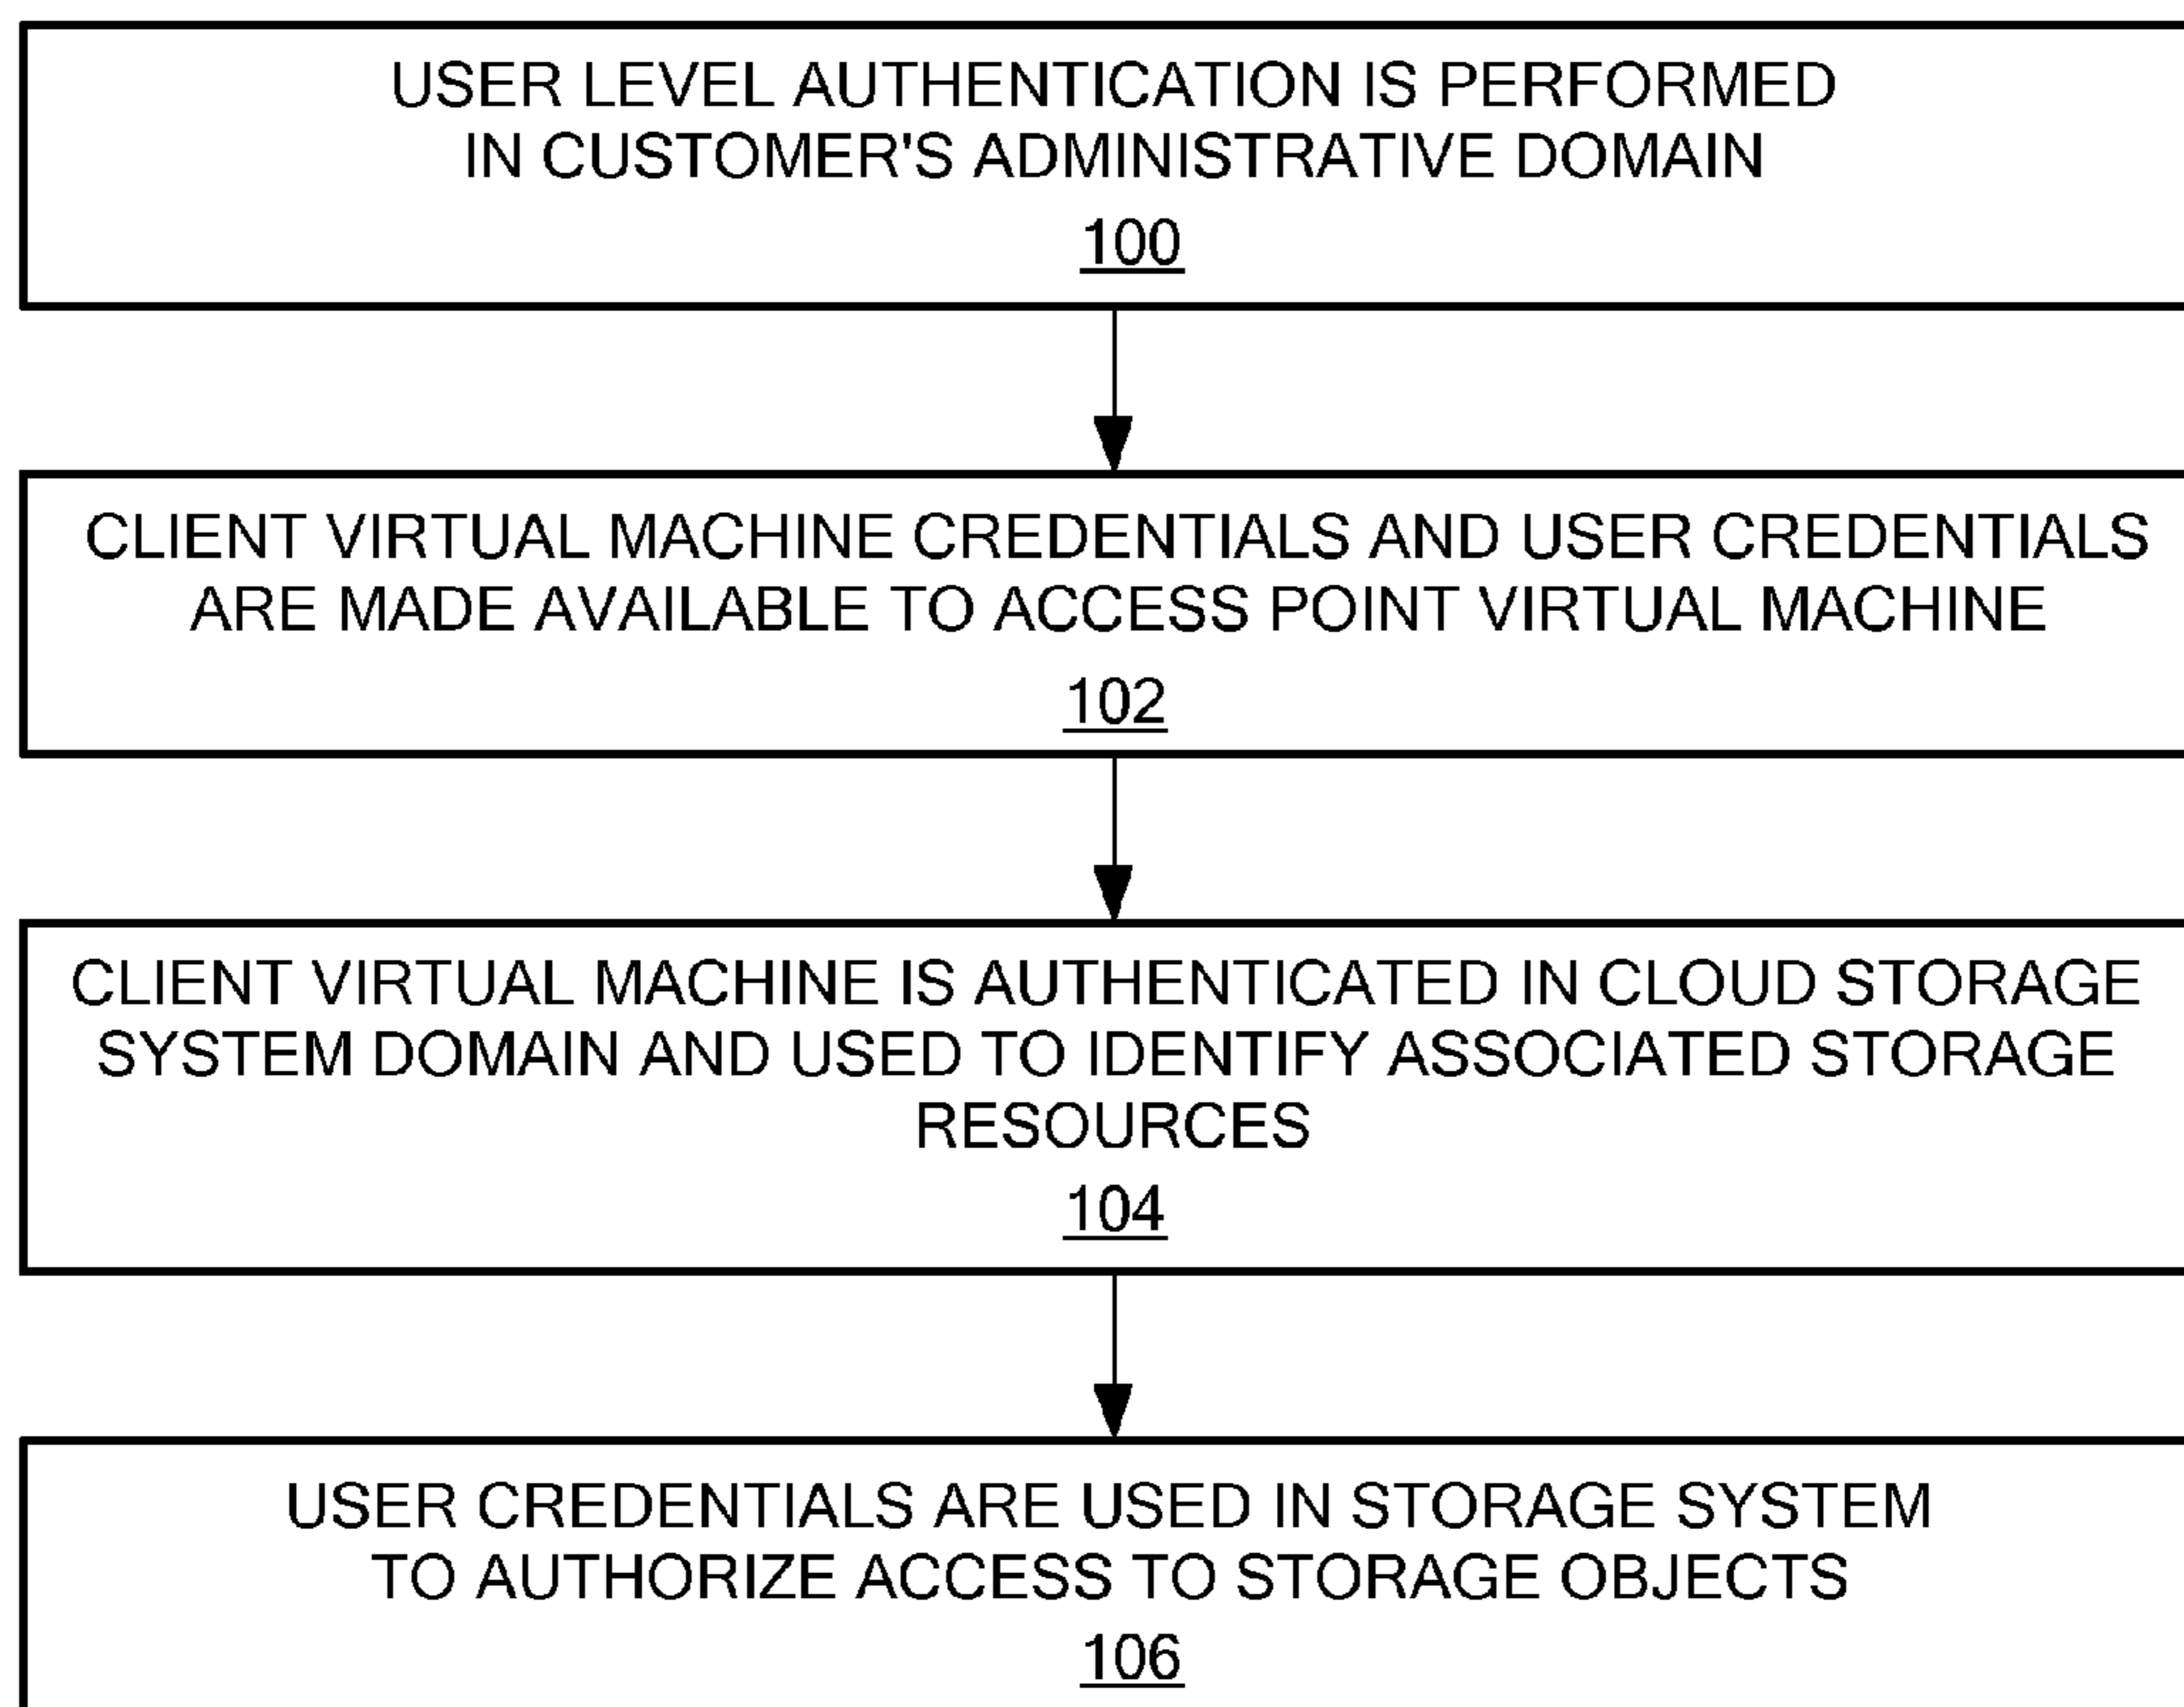 USER LEVEL AUTHENTICATION IS PERFORMED
IN CUSTOMER'S ADMINISTRATIVE DOMAIN
100
CLIENT VIRTUAL MACHINE CREDENTIALS AND USER CREDENTIALS
ARE MADE AVAILABLE TO ACCESS POINT VIRTUAL MACHINE
102
CLIENT VIRTUAL MACHINE IS AUTHENTICATED IN CLOUD STORAGE
SYSTEM DOMAIN AND USED TO IDENTIFY ASSOCIATED STORAGE
RESOURCES
104
USER CREDENTIALS ARE USED IN STORAGE SYSTEM
TO AUTHORIZE ACCESS TO STORAGE OBJECTS
106